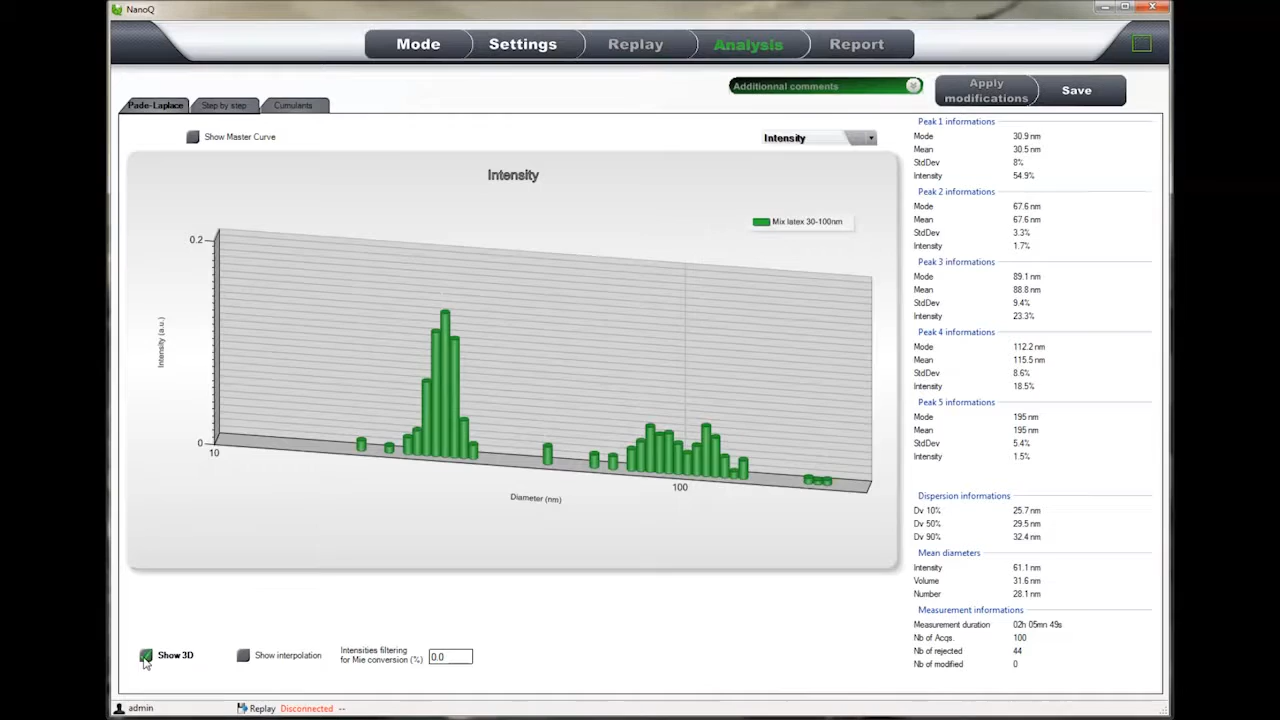 NanoQ
Mode Settings Replay Analysis Report
Additionnal comments
Apply modifications Save
Pade-Laplace Step by step Cumulants
Show Master Curve
Intensity
Intensity
Mix latex 30-100nm
0.2
Intensity (a.u.)
0
10
100
Diameter (nm)
Peak 1 informations
Mode 30.9 nm
Mean 30.5 nm
StdDev 8%
Intensity 54.9%
Peak 2 informations
Mode 67.6 nm
Mean 67.6 nm
StdDev 3.3%
Intensity 1.7%
Peak 3 informations
Mode 89.1 nm
Mean 88.8 nm
StdDev 9.4%
Intensity 23.3%
Peak 4 informations
Mode 112.2 nm
Mean 115.5 nm
StdDev 8.6%
Intensity 18.5%
Peak 5 informations
Mode 195 nm
Mean 195 nm
StdDev 5.4%
Intensity 1.5%
Dispersion informations
Dv 10% 25.7 nm
Dv 50% 29.5 nm
Dv 90% 32.4 nm
Mean diameters
Intensity 61.1 nm
Volume 31.6 nm
Number 28.1 nm
Measurement informations
Measurement duration 02h 05mn 49s
Nb of Acqs. 100
Nb of rejected 44
Nb of modified 0
Show 3D
Show interpolation
Intensities filtering
for Mie conversion (%) 0.0
admin
Replay Disconnected --